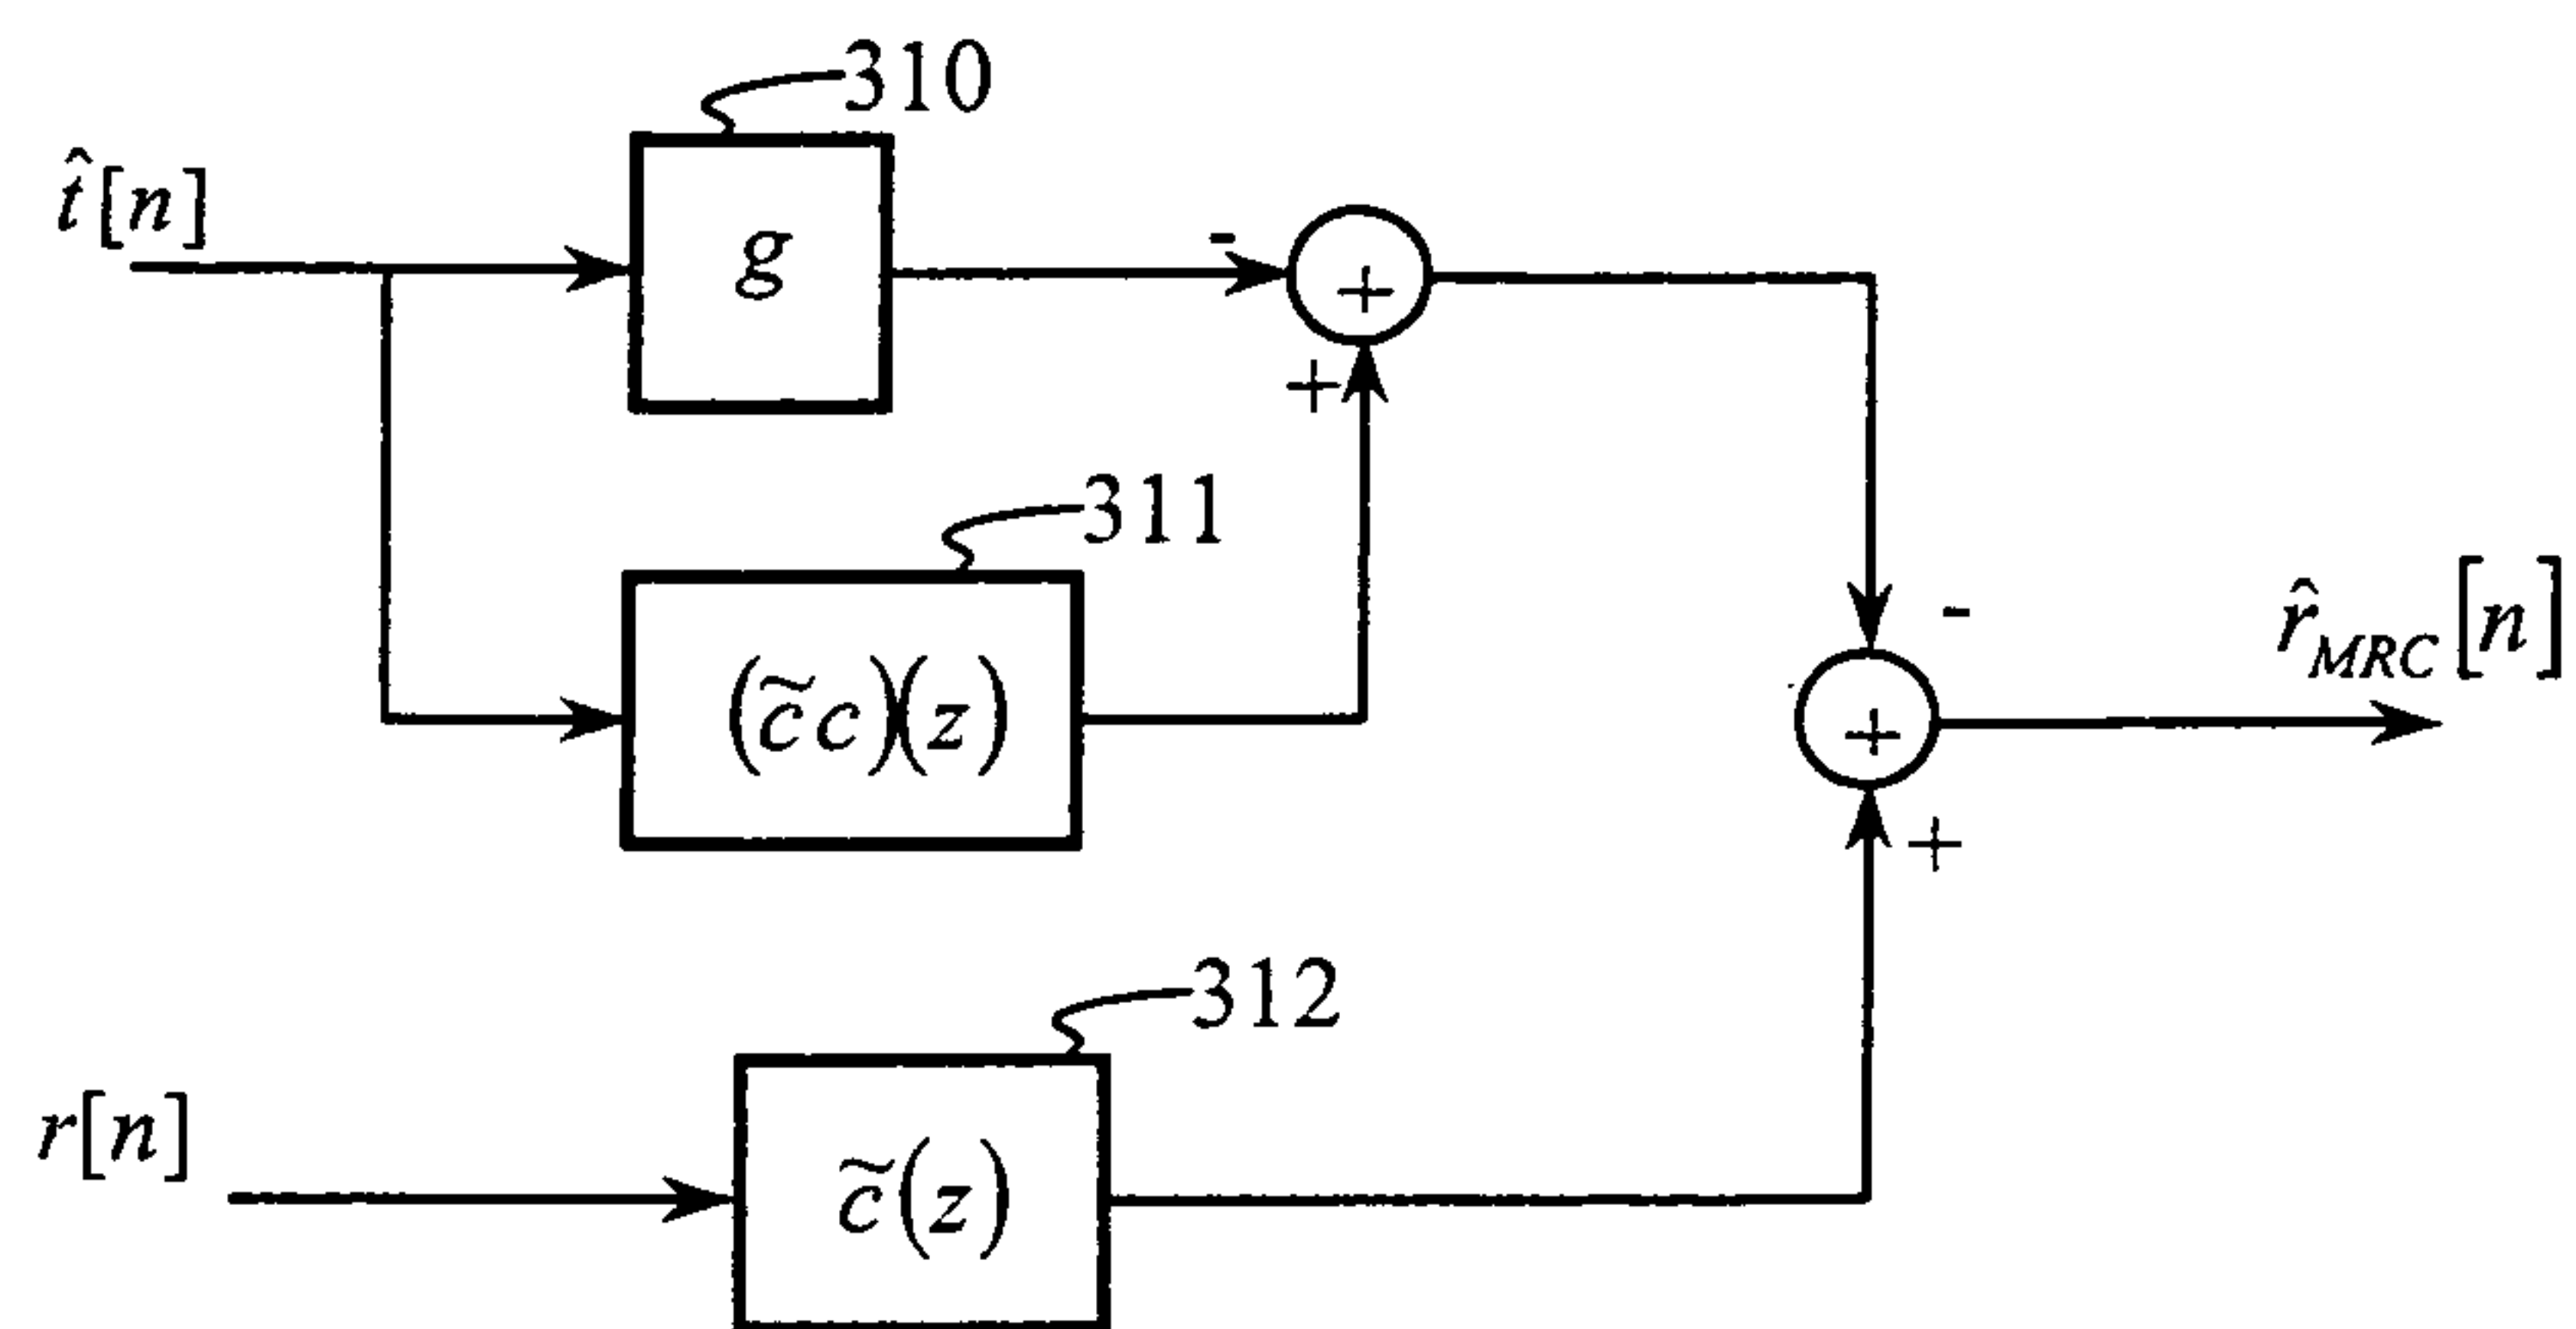 310
t̂[n]
g
-
+
+
311
(c̃c)(z)
-
r̂_MRC[n]
+
+
312
r[n]
c̃(z)